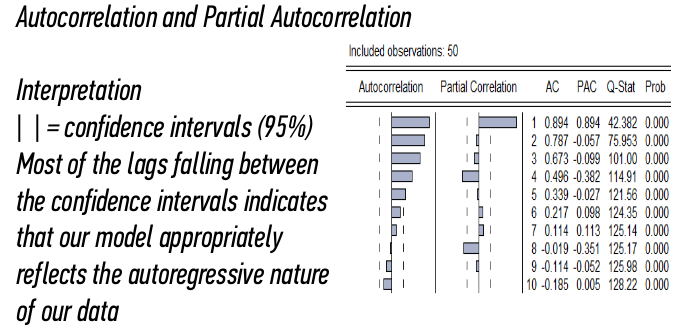 Autocorrelation and Partial Autocorrelation
Interpretation
| | = confidence intervals (95%)
Most of the lags falling between
the confidence intervals indicates
that our model appropriately
reflects the autoregressive nature
of our data
Included observations: 50
Autocorrelation Partial Correlation AC PAC Q-Stat Prob
1 0.894 0.894 42.382 0.000
2 0.787 -0.057 75.953 0.000
3 0.673 -0.099 101.00 0.000
4 0.496 -0.382 114.91 0.000
5 0.339 -0.027 121.56 0.000
6 0.217 0.098 124.35 0.000
7 0.114 0.113 125.14 0.000
8 -0.019 -0.351 125.17 0.000
9 -0.114 -0.052 125.98 0.000
10 -0.185 0.005 128.22 0.000